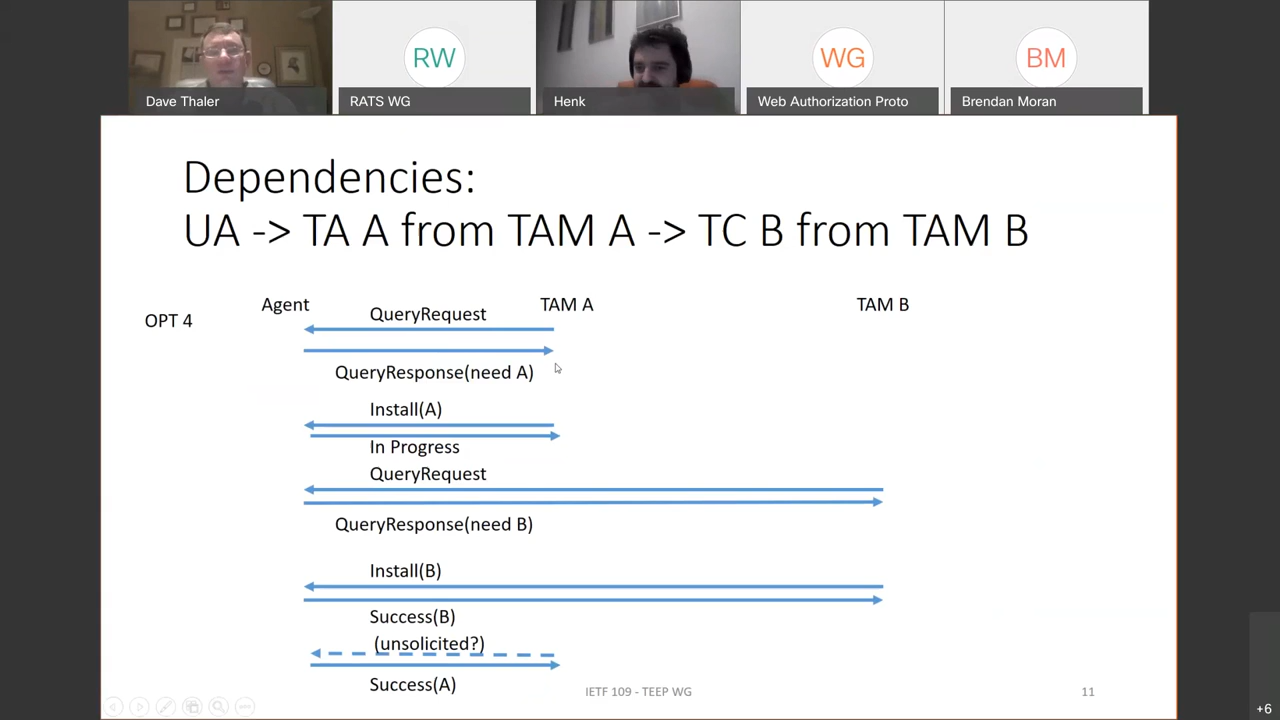 RW
WG
BM
Dave Thaler
RATS WG
Henk
Web Authorization Proto
Brendan Moran
Dependencies:
UA -> TA A from TAM A -> TC B from TAM B
OPT 4
Agent
TAM A
TAM B
QueryRequest
QueryResponse(need A)
Install(A)
In Progress
QueryRequest
QueryResponse(need B)
Install(B)
Success(B)
(unsolicited?)
Success(A)
IETF 109 - TEEP WG
11
+6